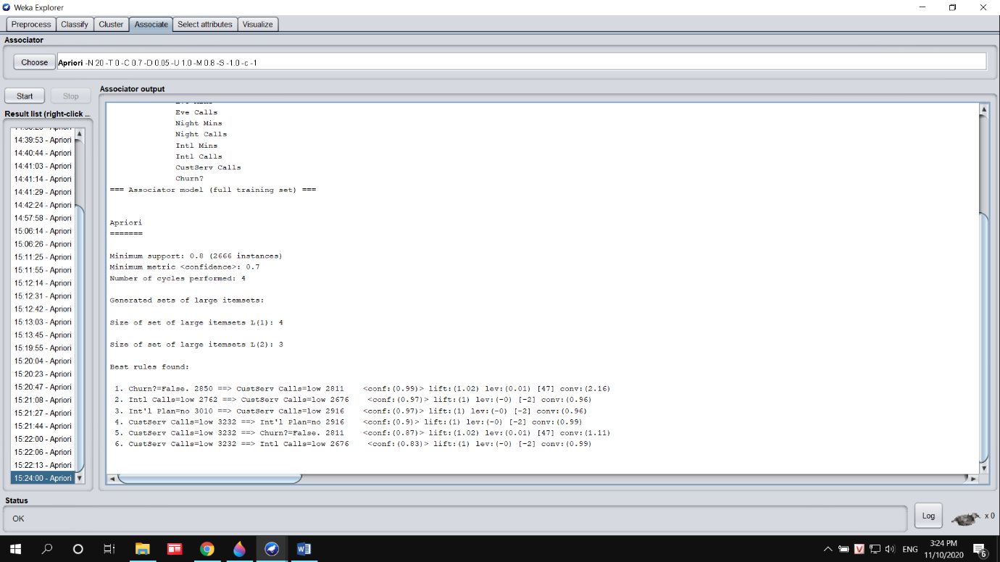 Weka Explorer
Preprocess Classify Cluster Associate Select attributes Visualize
Associator
Choose Apriori -N 20 -T 0 -C 0.7 -D 0.05 -U 1.0 -M 0.8 -S -1.0 -c -1
Start Stop
Result list (right-click ...
14:39:53 - Apriori
14:40:44 - Apriori
14:41:03 - Apriori
14:41:14 - Apriori
14:41:29 - Apriori
14:42:24 - Apriori
14:57:58 - Apriori
15:06:14 - Apriori
15:06:26 - Apriori
15:11:25 - Apriori
15:11:55 - Apriori
15:12:14 - Apriori
15:12:31 - Apriori
15:12:42 - Apriori
15:13:03 - Apriori
15:13:45 - Apriori
15:19:55 - Apriori
15:20:04 - Apriori
15:20:23 - Apriori
15:20:47 - Apriori
15:21:08 - Apriori
15:21:27 - Apriori
15:21:44 - Apriori
15:22:00 - Apriori
15:22:06 - Apriori
15:22:13 - Apriori
15:24:00 - Apriori
Associator output
Eve Calls
Night Mins
Night Calls
Intl Mins
Intl Calls
CustServ Calls
Churn?
=== Associator model (full training set) ===
Apriori
=======
Minimum support: 0.8 (2666 instances)
Minimum metric <confidence>: 0.7
Number of cycles performed: 4
Generated sets of large itemsets:
Size of set of large itemsets L(1): 4
Size of set of large itemsets L(2): 3
Best rules found:
1. Churn?=False. 2850 ==> CustServ Calls=low 2811 <conf:(0.99)> lift:(1.02) lev:(0.01) [47] conv:(2.16)
2. Intl Calls=low 2762 ==> CustServ Calls=low 2676 <conf:(0.97)> lift:(1) lev:(-0) [-2] conv:(0.96)
3. Int'l Plan=no 3010 ==> CustServ Calls=low 2916 <conf:(0.97)> lift:(1) lev:(-0) [-2] conv:(0.96)
4. CustServ Calls=low 3232 ==> Int'l Plan=no 2916 <conf:(0.9)> lift:(1) lev:(-0) [-2] conv:(0.99)
5. CustServ Calls=low 3232 ==> Churn?=False. 2811 <conf:(0.87)> lift:(1.02) lev:(0.01) [47] conv:(1.11)
6. CustServ Calls=low 3232 ==> Intl Calls=low 2676 <conf:(0.83)> lift:(1) lev:(-0) [-2] conv:(0.99)
Status
OK
Log
x 0
ENG
3:24 PM
11/10/2020
6